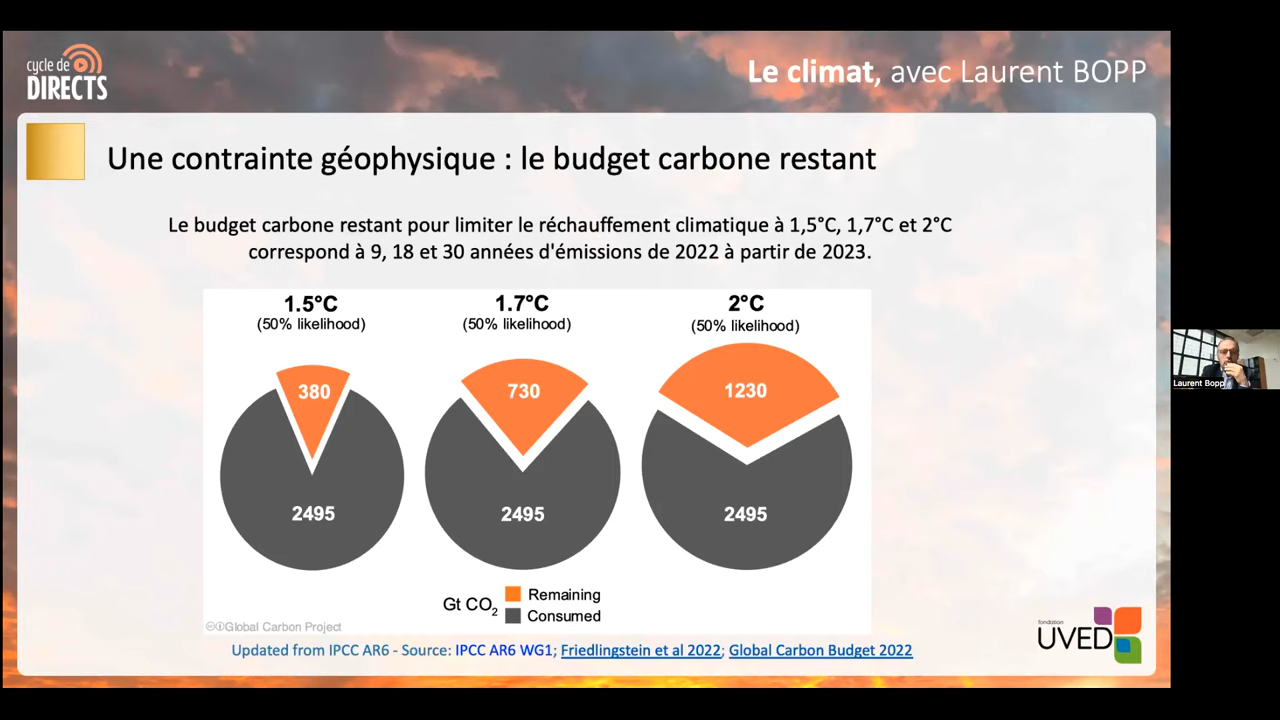 cycle de
DIRECTS
Le climat, avec Laurent BOPP
Une contrainte géophysique : le budget carbone restant
Le budget carbone restant pour limiter le réchauffement climatique à 1,5°C, 1,7°C et 2°C
correspond à 9, 18 et 30 années d'émissions de 2022 à partir de 2023.
1.5°C
(50% likelihood)
380
2495
1.7°C
(50% likelihood)
730
2495
2°C
(50% likelihood)
1230
2495
Gt CO2
Remaining
Consumed
Global Carbon Project
Updated from IPCC AR6 - Source: IPCC AR6 WG1; Friedlingstein et al 2022; Global Carbon Budget 2022
fondation
UVED
Laurent Bopp